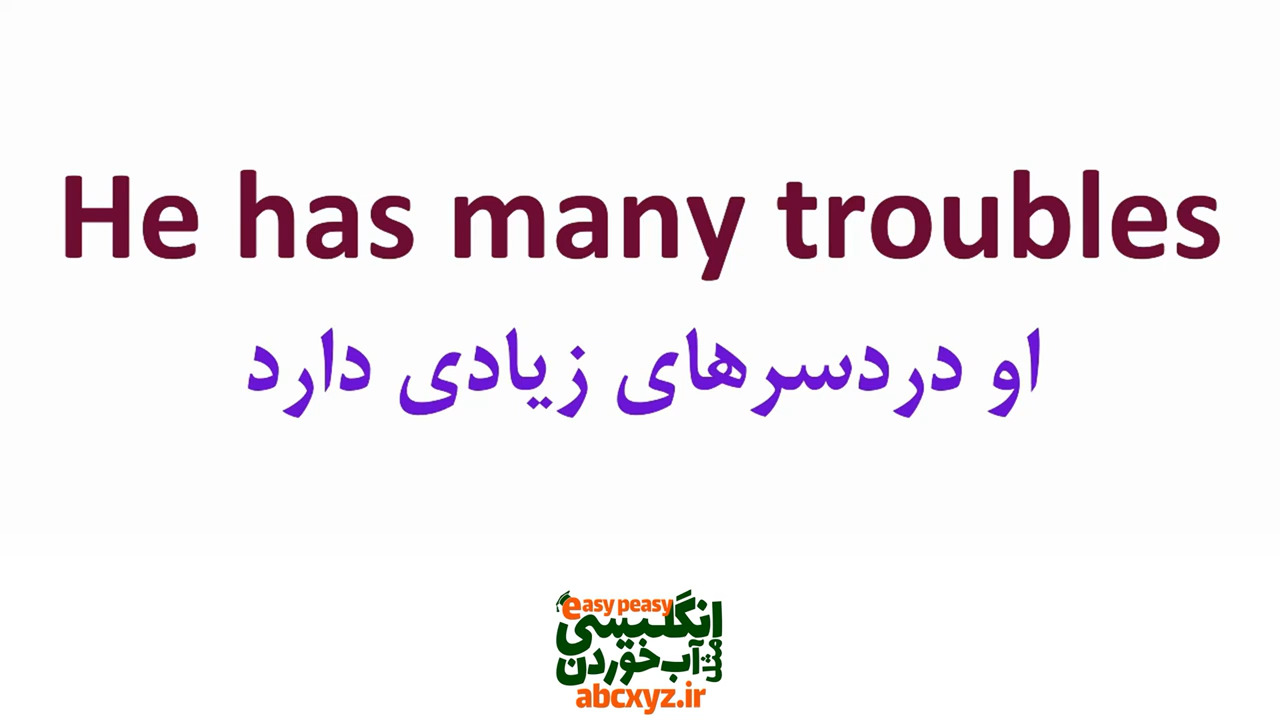 He has many troubles
او دردسرهای زیادی دارد
easy peasy
انگلیسی
مثل آب خوردن
abcxyz.ir